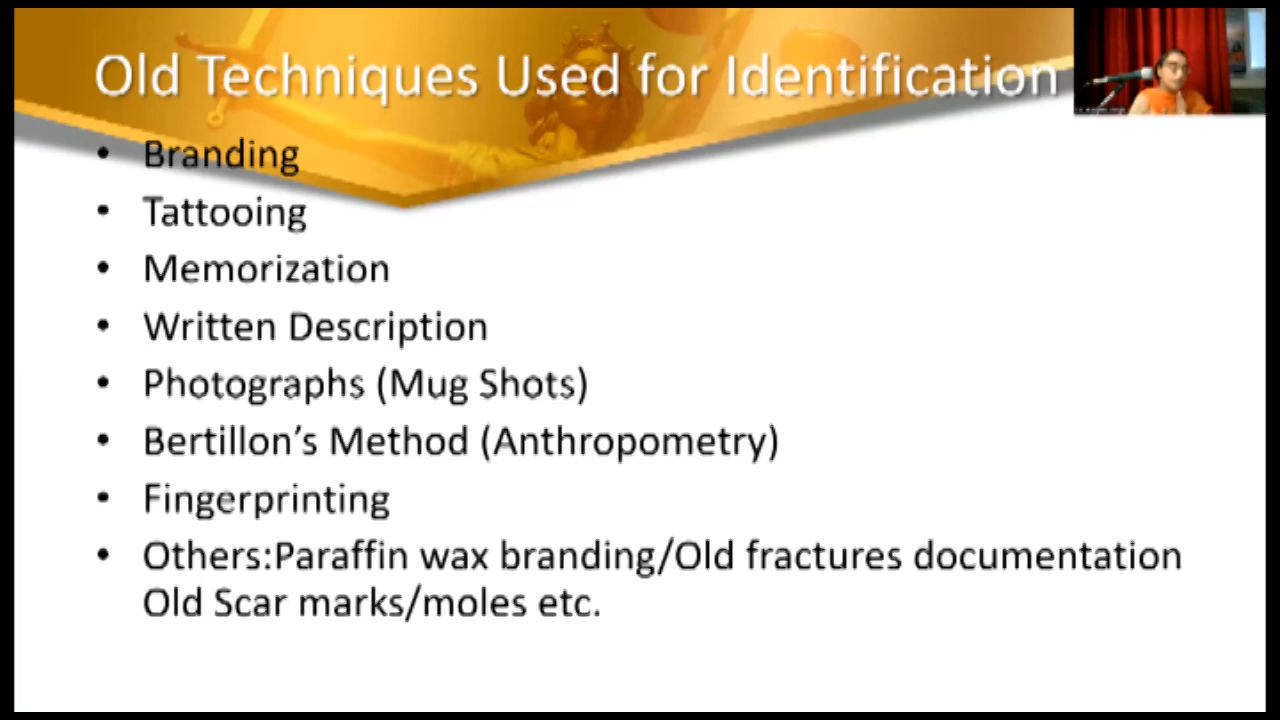 Old Techniques Used for Identification
• Branding
• Tattooing
• Memorization
• Written Description
• Photographs (Mug Shots)
• Bertillon’s Method (Anthropometry)
• Fingerprinting
• Others:Paraffin wax branding/Old fractures documentation
Old Scar marks/moles etc.